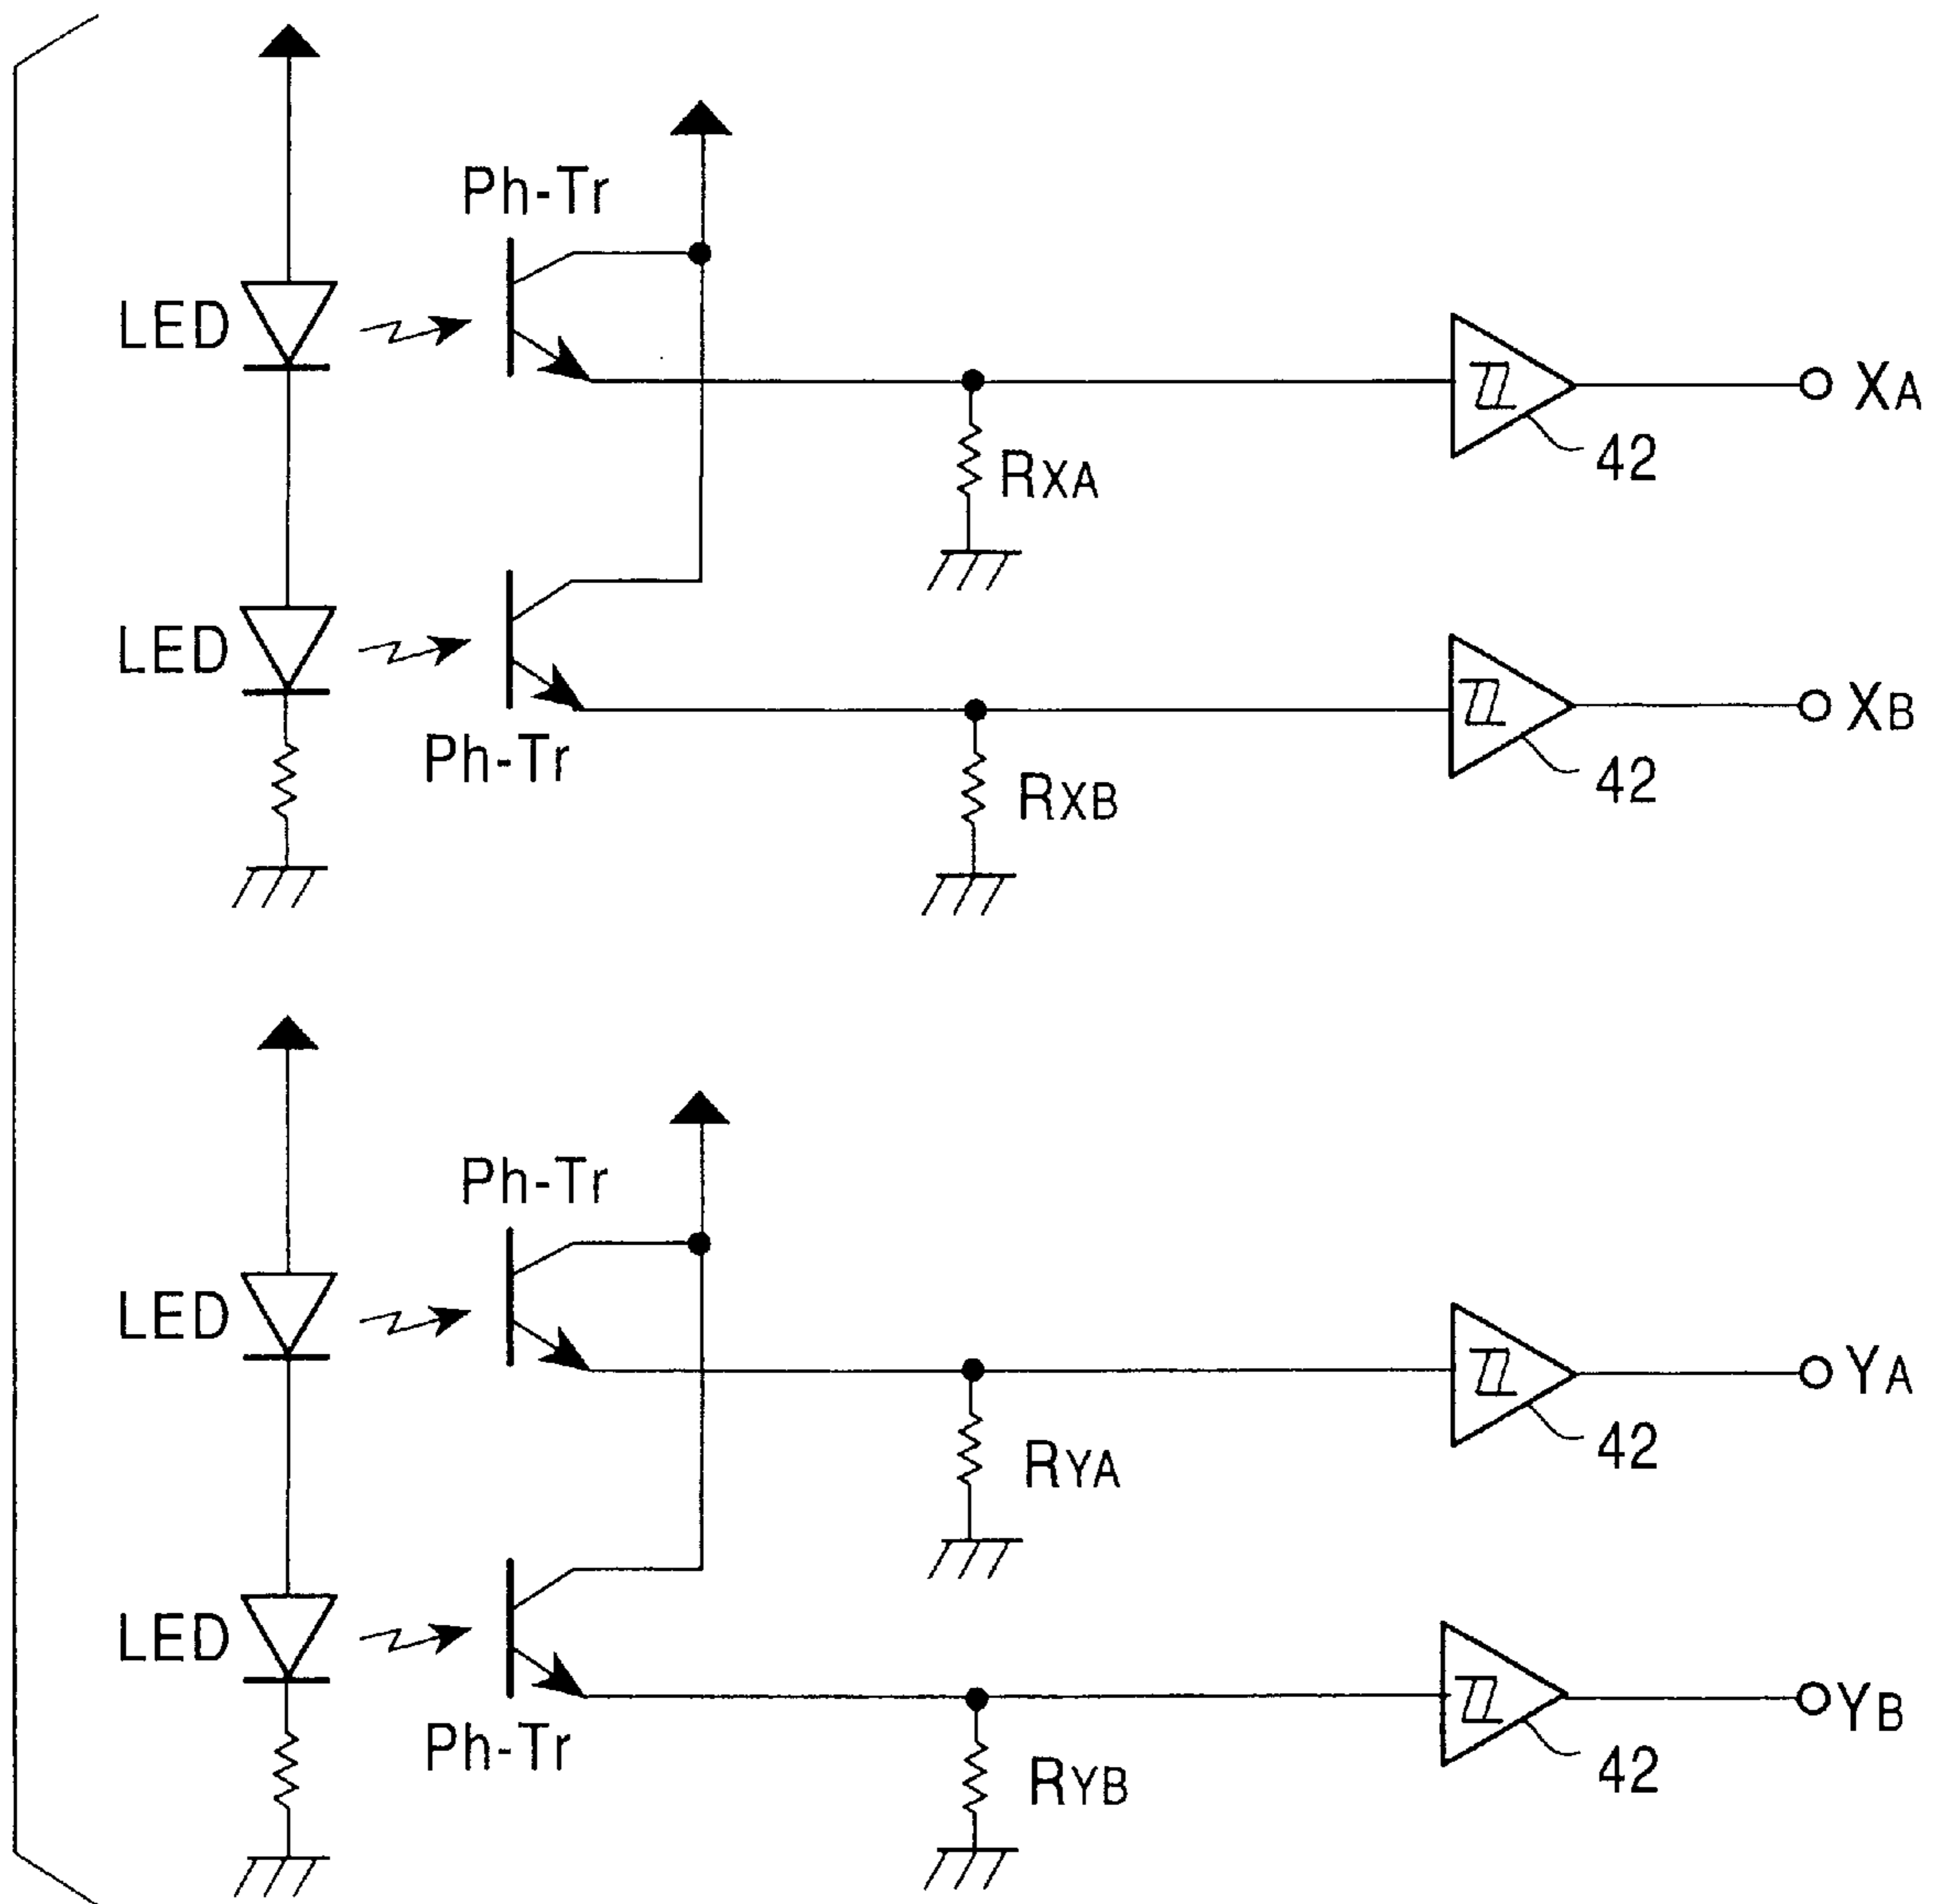 Ph-Tr
LED
XA
42
RXA
LED
XB
Ph-Tr
42
RXB
Ph-Tr
LED
YA
42
RYA
LED
YB
Ph-Tr
42
RYB